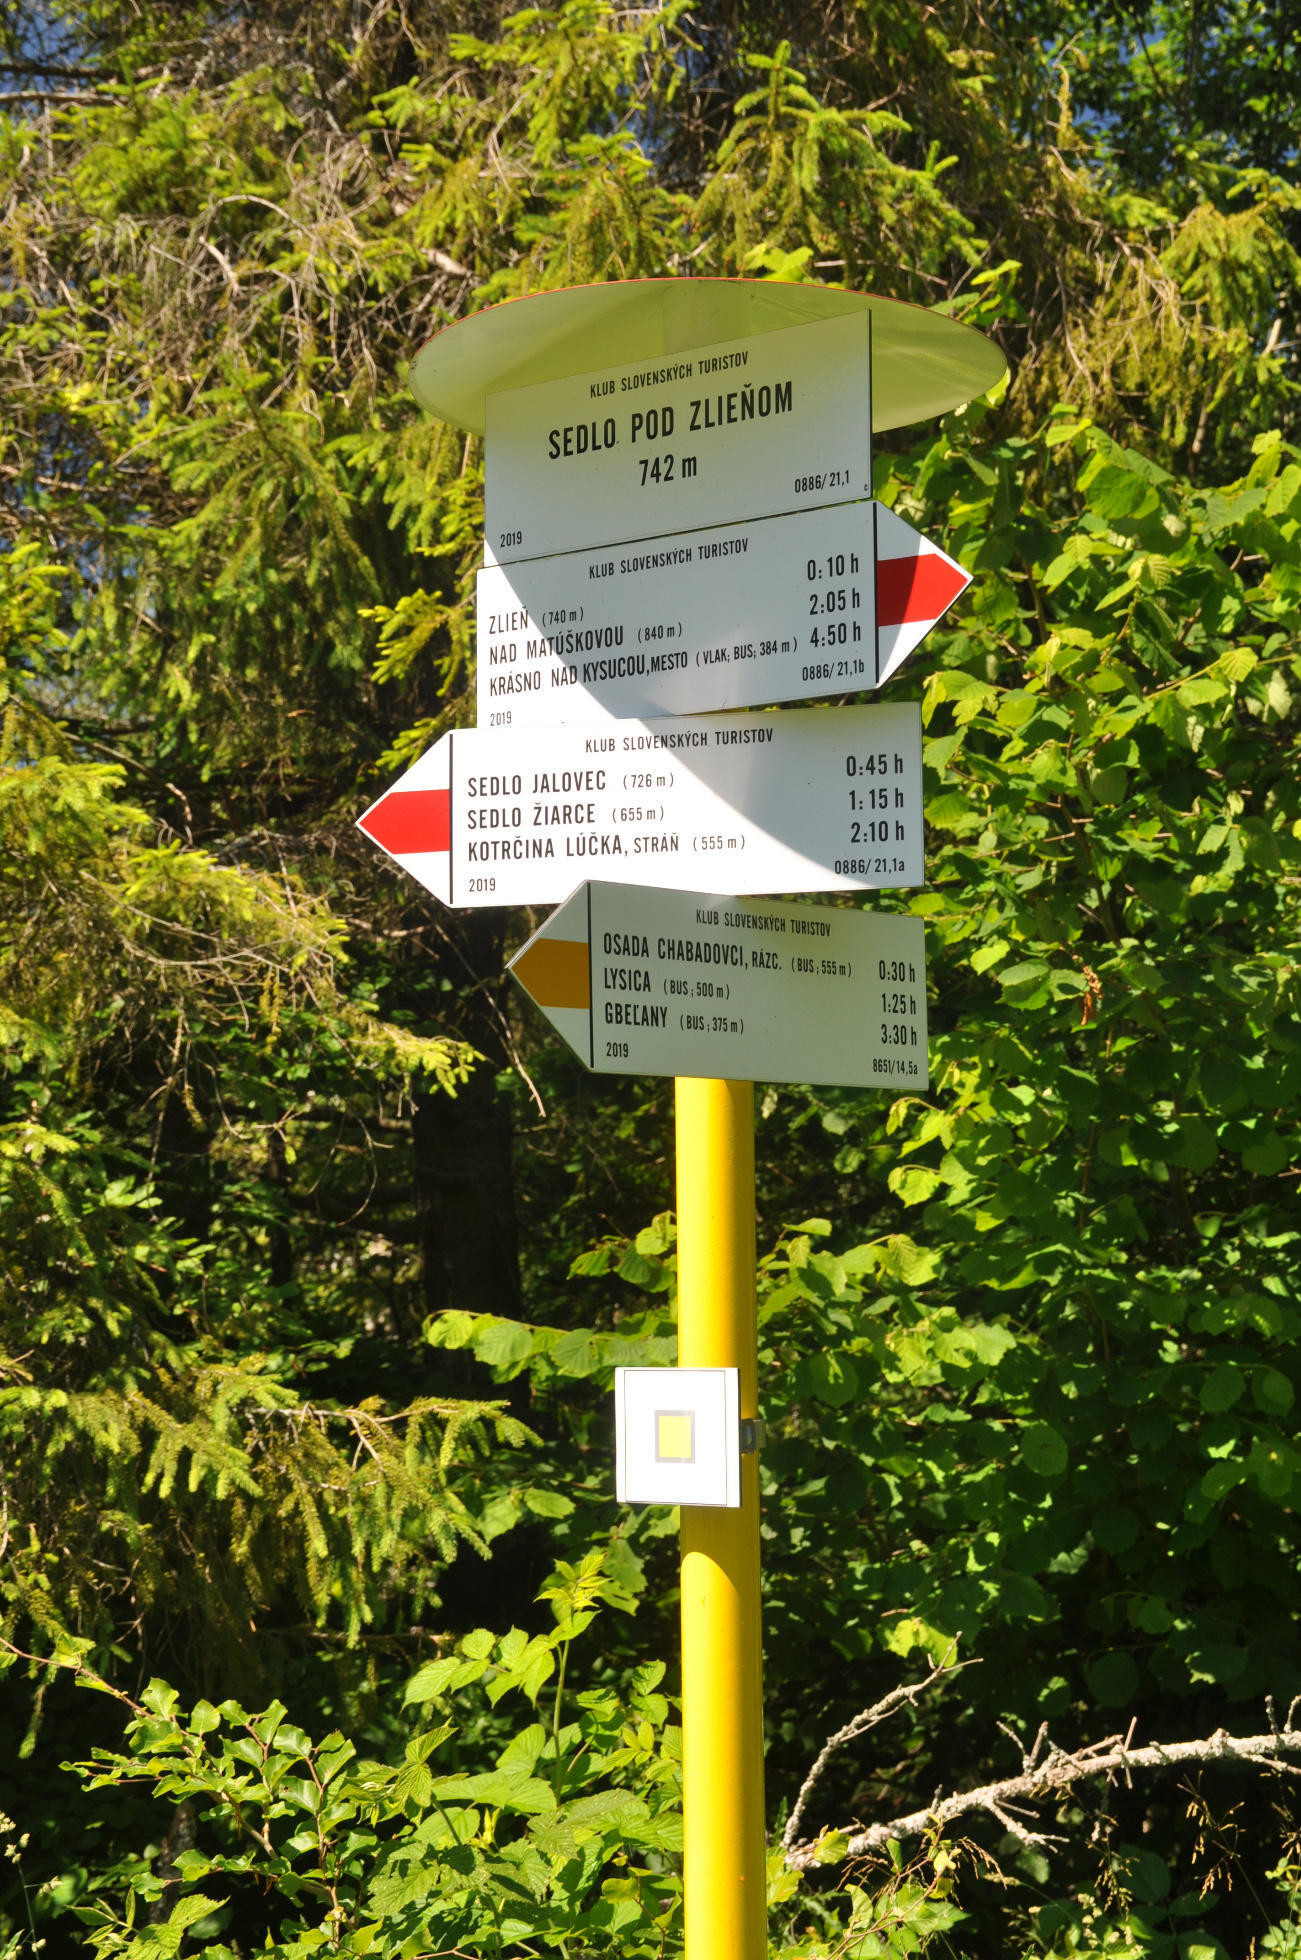 KLUB SLOVENSKÝCH TURISTOV
SEDLO POD ZLIEŇOM
742 m
0886/21,1
c
2019
KLUB SLOVENSKÝCH TURISTOV
ZLIEŇ (740 m) 0:10 h
NAD MATÚŠKOVOU (840 m) 2:05 h
KRÁSNO NAD KYSUCOU, MESTO (VLAK; BUS; 384 m) 4:50 h
0886/21,1b
2019
KLUB SLOVENSKÝCH TURISTOV
SEDLO JALOVEC (726 m) 0:45 h
SEDLO ŽIARCE (655 m) 1:15 h
KOTRČINA LÚČKA, STRÁŇ (555 m) 2:10 h
0886/21,1a
2019
KLUB SLOVENSKÝCH TURISTOV
OSADA CHABADOVCI, RÁZC. (BUS; 555 m) 0:30 h
LYSICA (BUS; 500 m) 1:25 h
GBEĽANY (BUS; 375 m) 3:30 h
2019
8651/14,5a